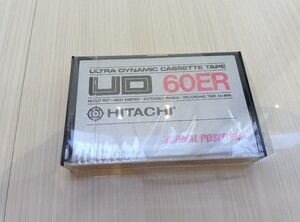 ULTRA-DYNAMIC CASSETTE TAPE
UD 60ER
HITACHI
NORMAL POSITION